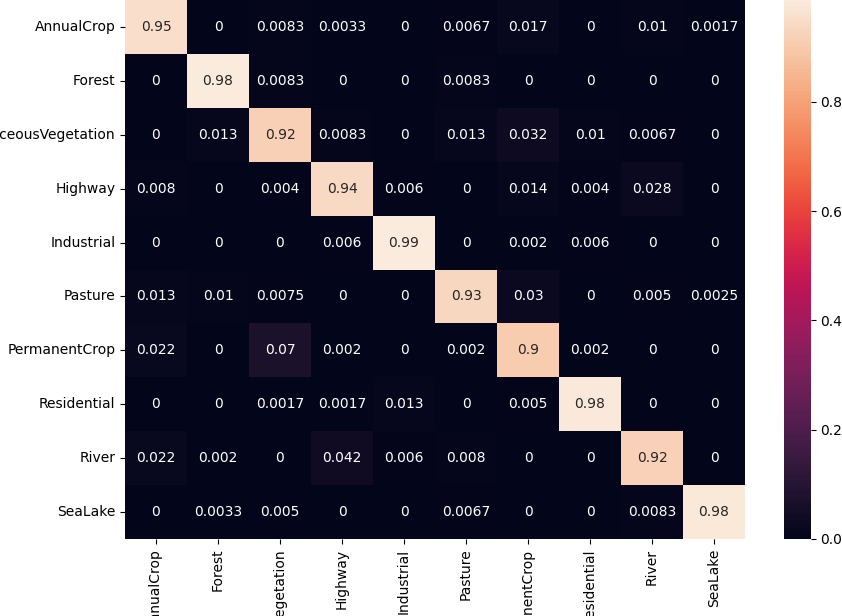 AnnualCrop 0.95 0 0.0083 0.0033 0 0.0067 0.017 0 0.01 0.0017
Forest 0 0.98 0.0083 0 0 0.0083 0 0 0 0
ceousVegetation 0 0.013 0.92 0.0083 0 0.013 0.032 0.01 0.0067 0
Highway 0.008 0 0.004 0.94 0.006 0 0.014 0.004 0.028 0
Industrial 0 0 0 0.006 0.99 0 0.002 0.006 0 0
Pasture 0.013 0.01 0.0075 0 0 0.93 0.03 0 0.005 0.0025
PermanentCrop 0.022 0 0.07 0.002 0 0.002 0.9 0.002 0 0
Residential 0 0 0.0017 0.0017 0.013 0 0.005 0.98 0 0
River 0.022 0.002 0 0.042 0.006 0.008 0 0 0.92 0
SeaLake 0 0.0033 0.005 0 0 0.0067 0 0 0.0083 0.98
nnualCrop
Forest
egetation
Highway
Industrial
Pasture
nentCrop
esidential
River
SeaLake
0.8
0.6
0.4
0.2
0.0